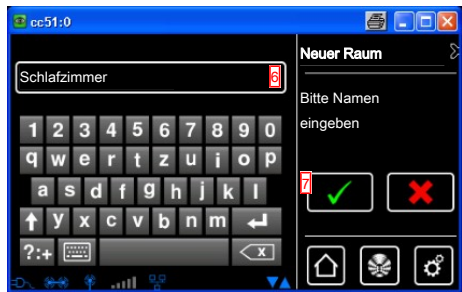 cc51:0
Neuer Raum
Schlafzimmer 6
Bitte Namen
eingeben
1 2 3 4 5 6 7 8 9 0
q w e r t z u i o p
a s d f g h j k l
y x c v b n m
?:+
x
7